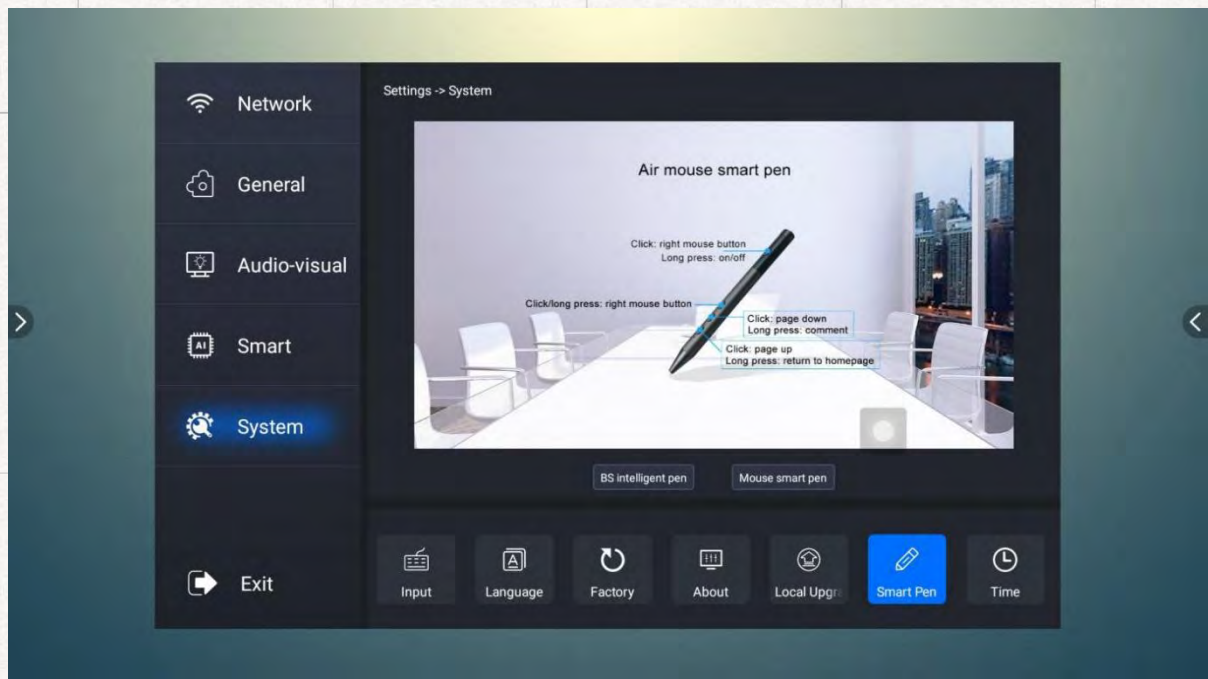 Network
General
Audio-visual
AI
Smart
System
Exit
Settings -> System
Air mouse smart pen
Click: right mouse button
Long press: on/off
Click/long press: right mouse button
Click: page down
Long press: comment
Click: page up
Long press: return to homepage
BS intelligent pen
Mouse smart pen
Input
A
Language
Factory
About
Local Upgr
Smart Pen
Time